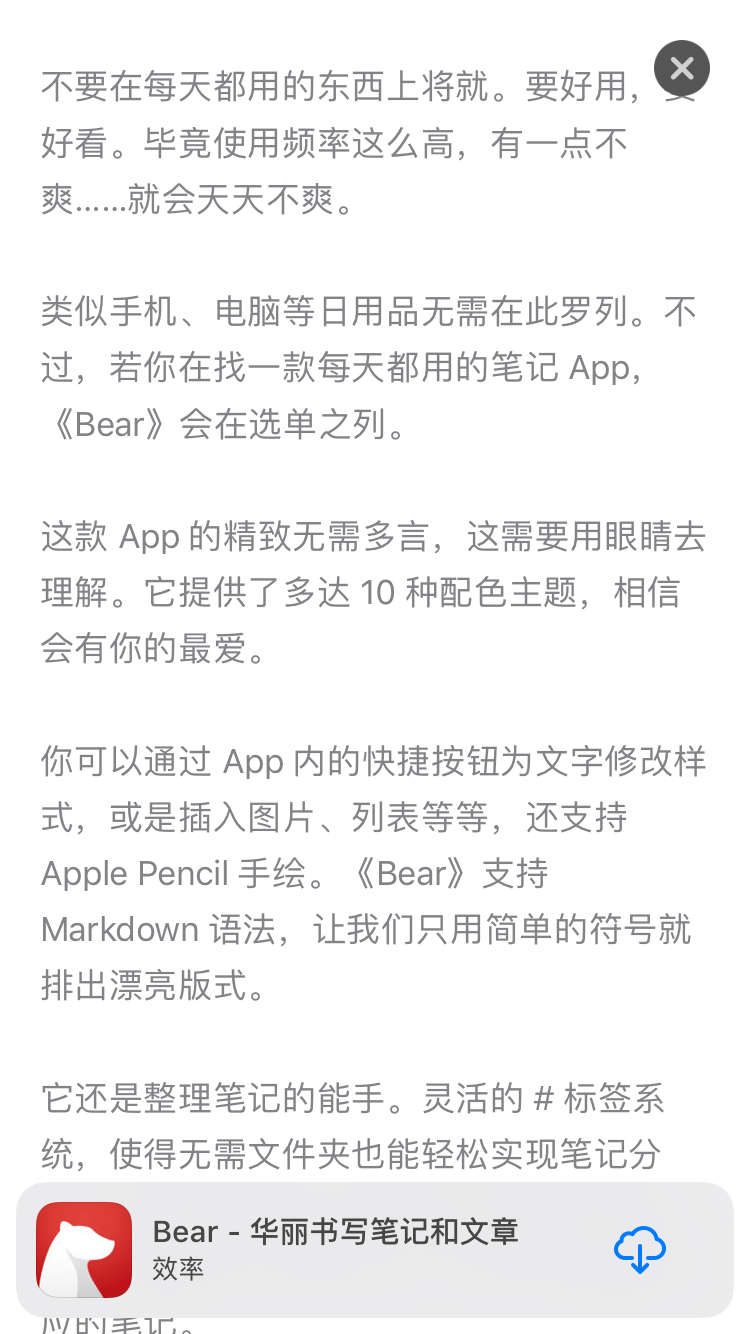 不要在每天都用的东西上将就。要好用，
好看。毕竟使用频率这么高，有一点不
爽……就会天天不爽。
类似手机、电脑等日用品无需在此罗列。不
过，若你在找一款每天都用的笔记 App，
《Bear》会在选单之列。
这款 App 的精致无需多言，这需要用眼睛去
理解。它提供了多达 10 种配色主题，相信
会有你的最爱。
你可以通过 App 内的快捷按钮为文字修改样
式，或是插入图片、列表等等，还支持
Apple Pencil 手绘。《Bear》支持
Markdown 语法，让我们只用简单的符号就
排出漂亮版式。
它还是整理笔记的能手。灵活的 # 标签系
统，使得无需文件夹也能轻松实现笔记分
Bear - 华丽书写笔记和文章
效率
应的笔记。